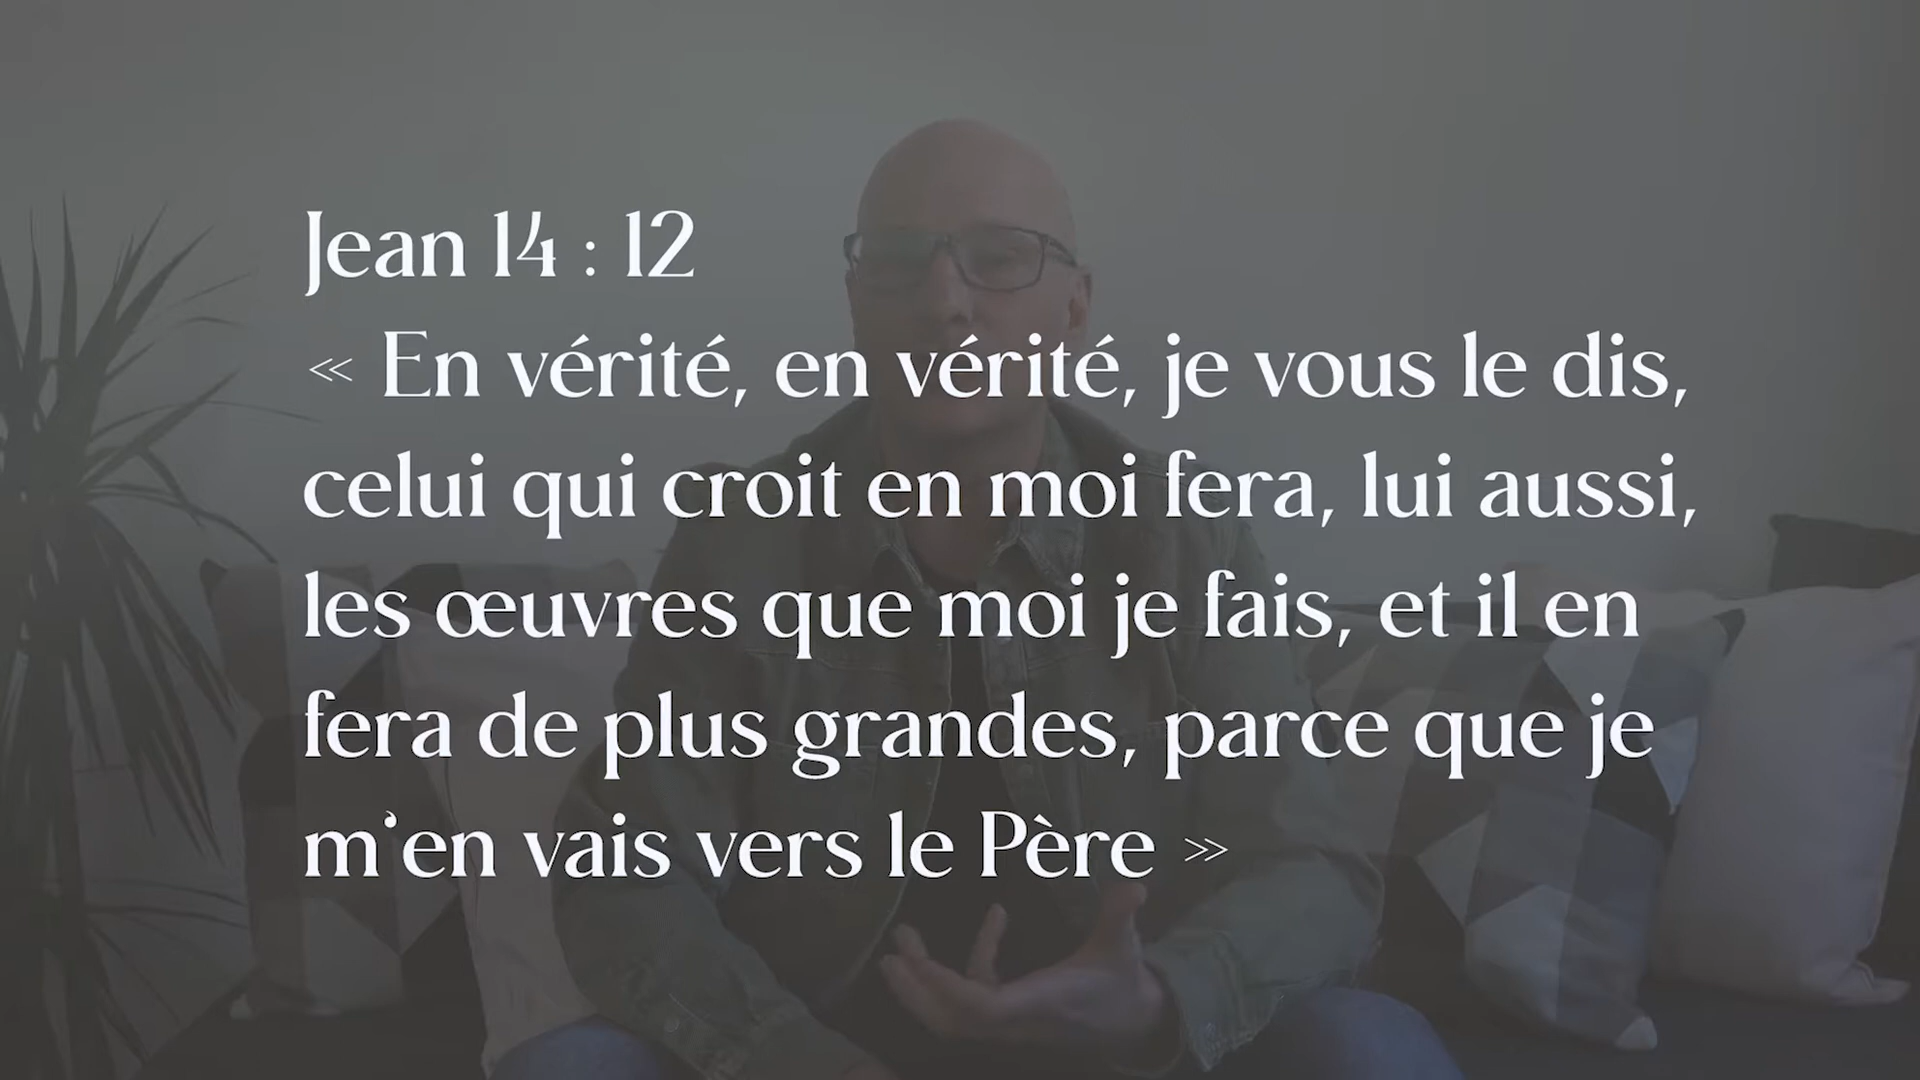 Jean 14 : 12
« En vérité, en vérité, je vous le dis,
celui qui croit en moi fera, lui aussi,
les œuvres que moi je fais, et il en
fera de plus grandes, parce que je
m‘en vais vers le Père »